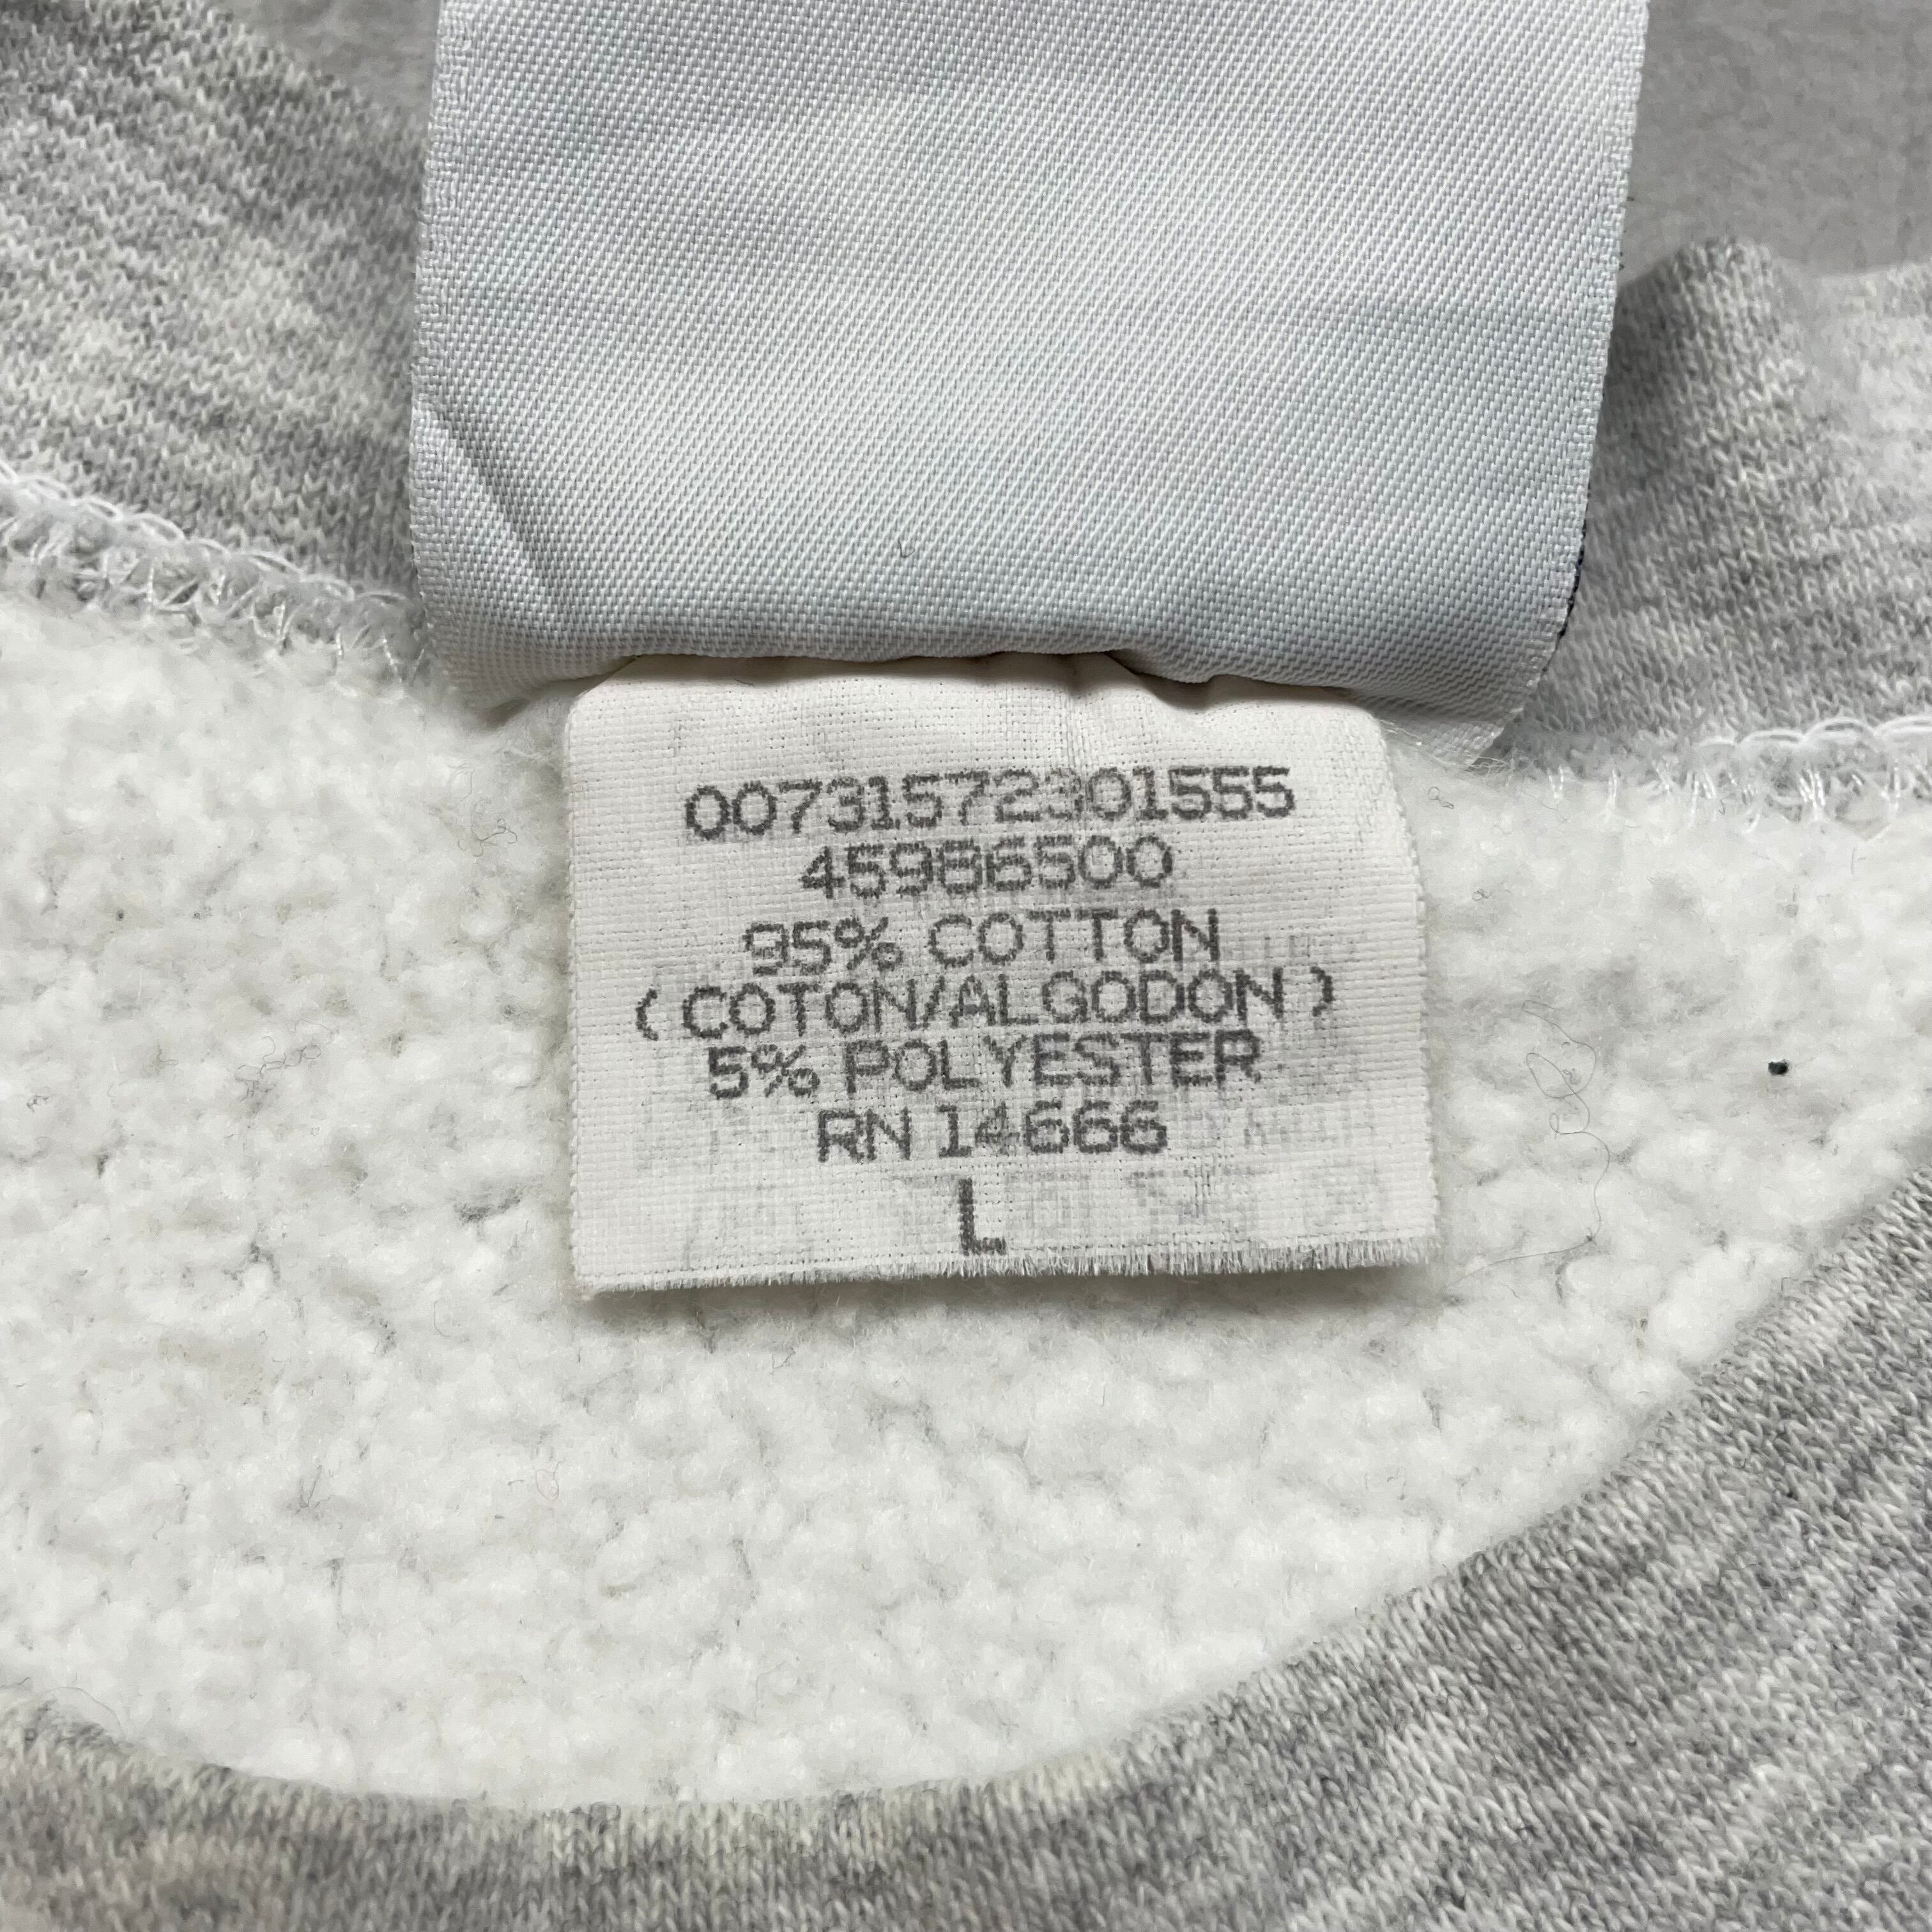 00731572301555
45986500
95% COTTON
(COTON/ALGODON)
5% POLYESTER
RN 14666
L